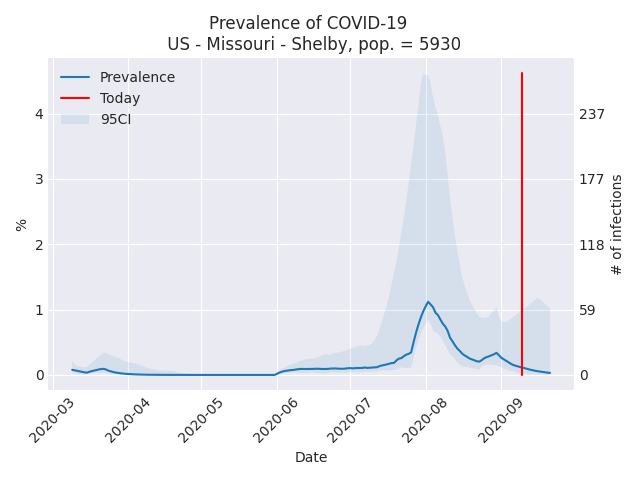 Prevalence of COVID-19
US - Missouri - Shelby, pop. = 5930
Prevalence
Today
95CI
4
3
2
1
0
%
237
177
118
59
0
# of infections
2020-03
2020-04
2020-05
2020-06
2020-07
2020-08
2020-09
Date